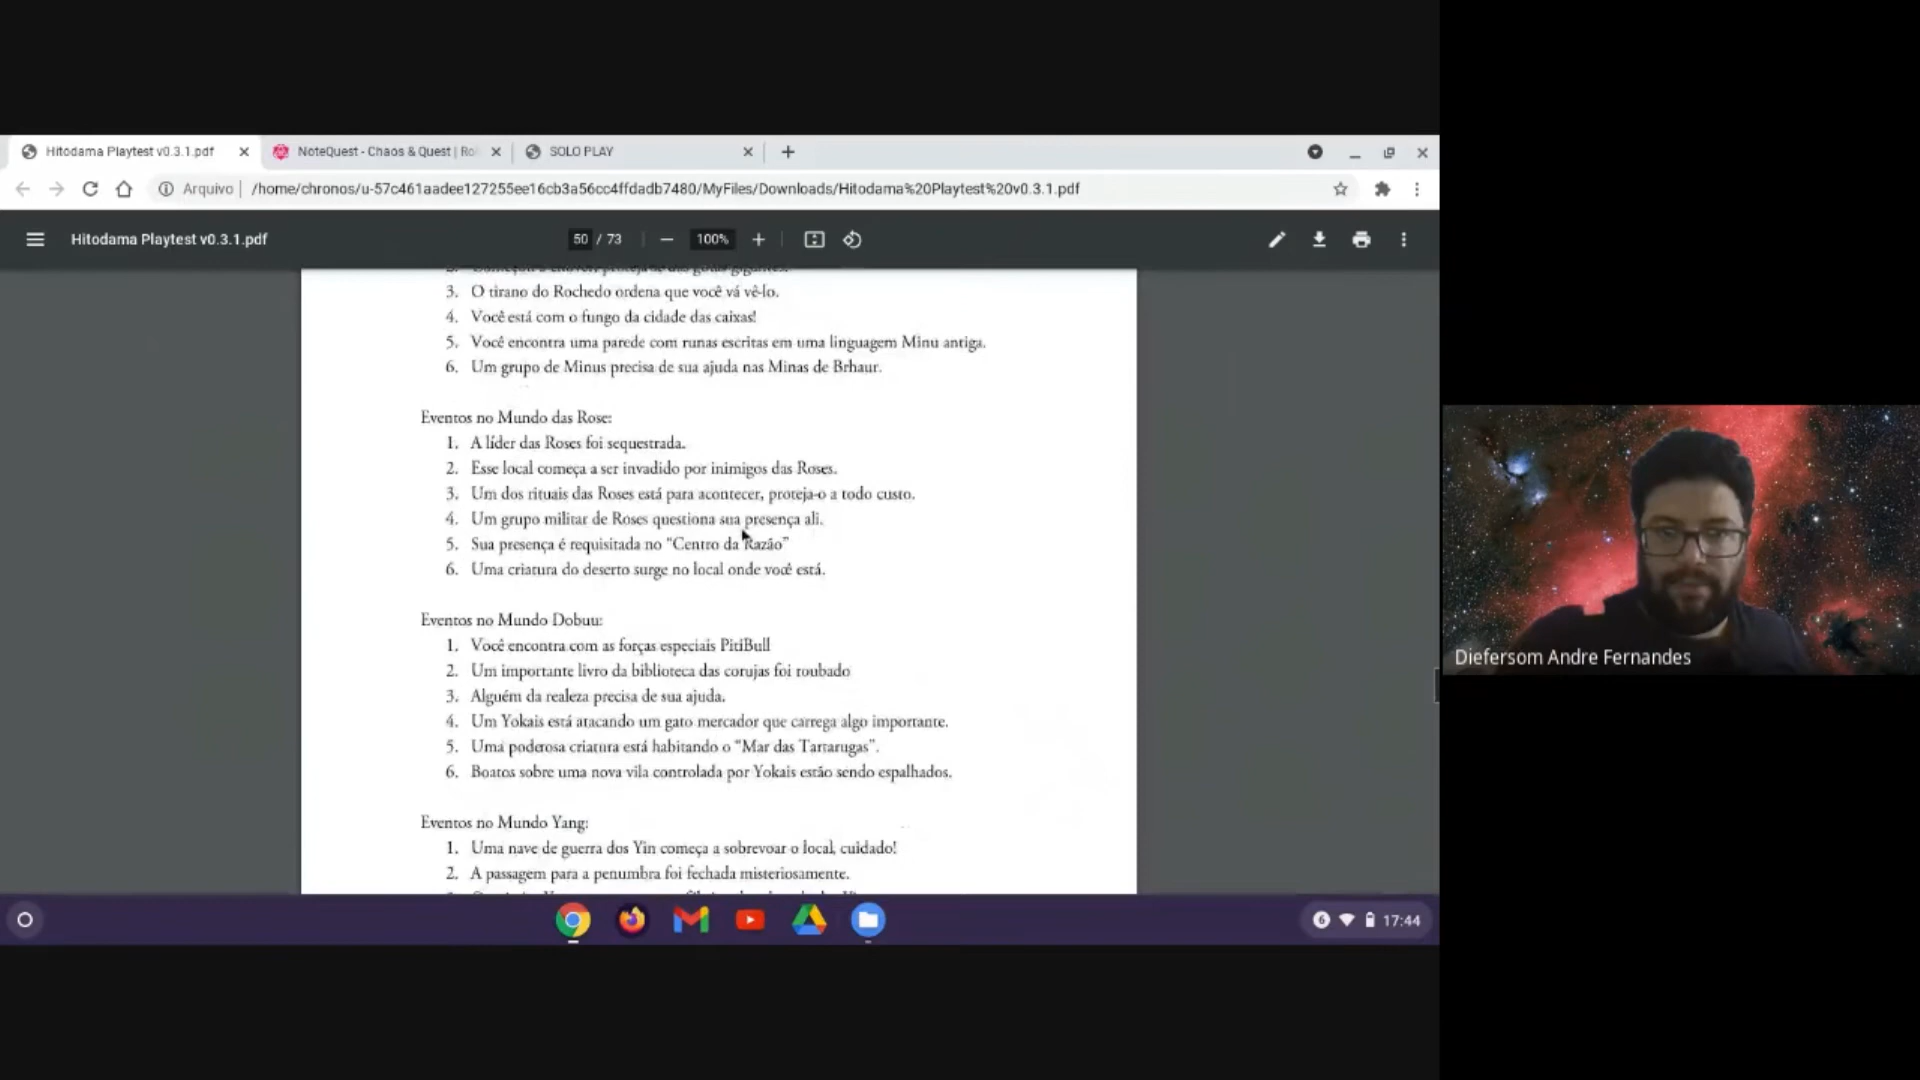 Hitodama Playtest v0.3.1.pdf
NoteQuest - Chaos & Quest | Ro
SOLO PLAY
Arquivo
/home/chronos/u-57c461aadee127255ee16cb3a56cc4ffdadb7480/MyFiles/Downloads/Hitodama%20Playtest%20v0.3.1.pdf
Hitodama Playtest v0.3.1.pdf
50 / 73
100%
3. O tirano do Rochedo ordena que você vá vê-lo.
4. Você está com o fungo da cidade das caixas!
5. Você encontra uma parede com runas escritas em uma linguagem Minu antiga.
6. Um grupo de Minus precisa de sua ajuda nas Minas de Brhaur.
Eventos no Mundo das Rose:
1. A líder das Roses foi sequestrada.
2. Esse local começa a ser invadido por inimigos das Roses.
3. Um dos rituais das Roses está para acontecer, proteja-o a todo custo.
4. Um grupo militar de Roses questiona sua presença ali.
5. Sua presença é requisitada no “Centro da Razão”
6. Uma criatura do deserto surge no local onde você está.
Eventos no Mundo Dobuu:
1. Você encontra com as forças especiais PitiBull
2. Um importante livro da biblioteca das corujas foi roubado
3. Alguém da realeza precisa de sua ajuda.
4. Um Yokais está atacando um gato mercador que carrega algo importante.
5. Uma poderosa criatura está habitando o “Mar das Tartarugas”.
6. Boatos sobre uma nova vila controlada por Yokais estão sendo espalhados.
Eventos no Mundo Yang:
1. Uma nave de guerra dos Yin começa a sobrevoar o local, cuidado!
2. A passagem para a penumbra foi fechada misteriosamente.
6
17:44
Diefersom Andre Fernandes